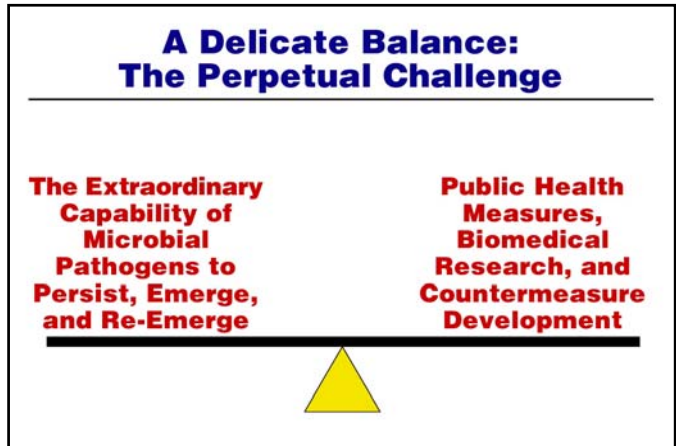 A Delicate Balance:
The Perpetual Challenge
The Extraordinary
Capability of
Microbial
Pathogens to
Persist, Emerge,
and Re-Emerge
Public Health
Measures,
Biomedical
Research, and
Countermeasure
Development